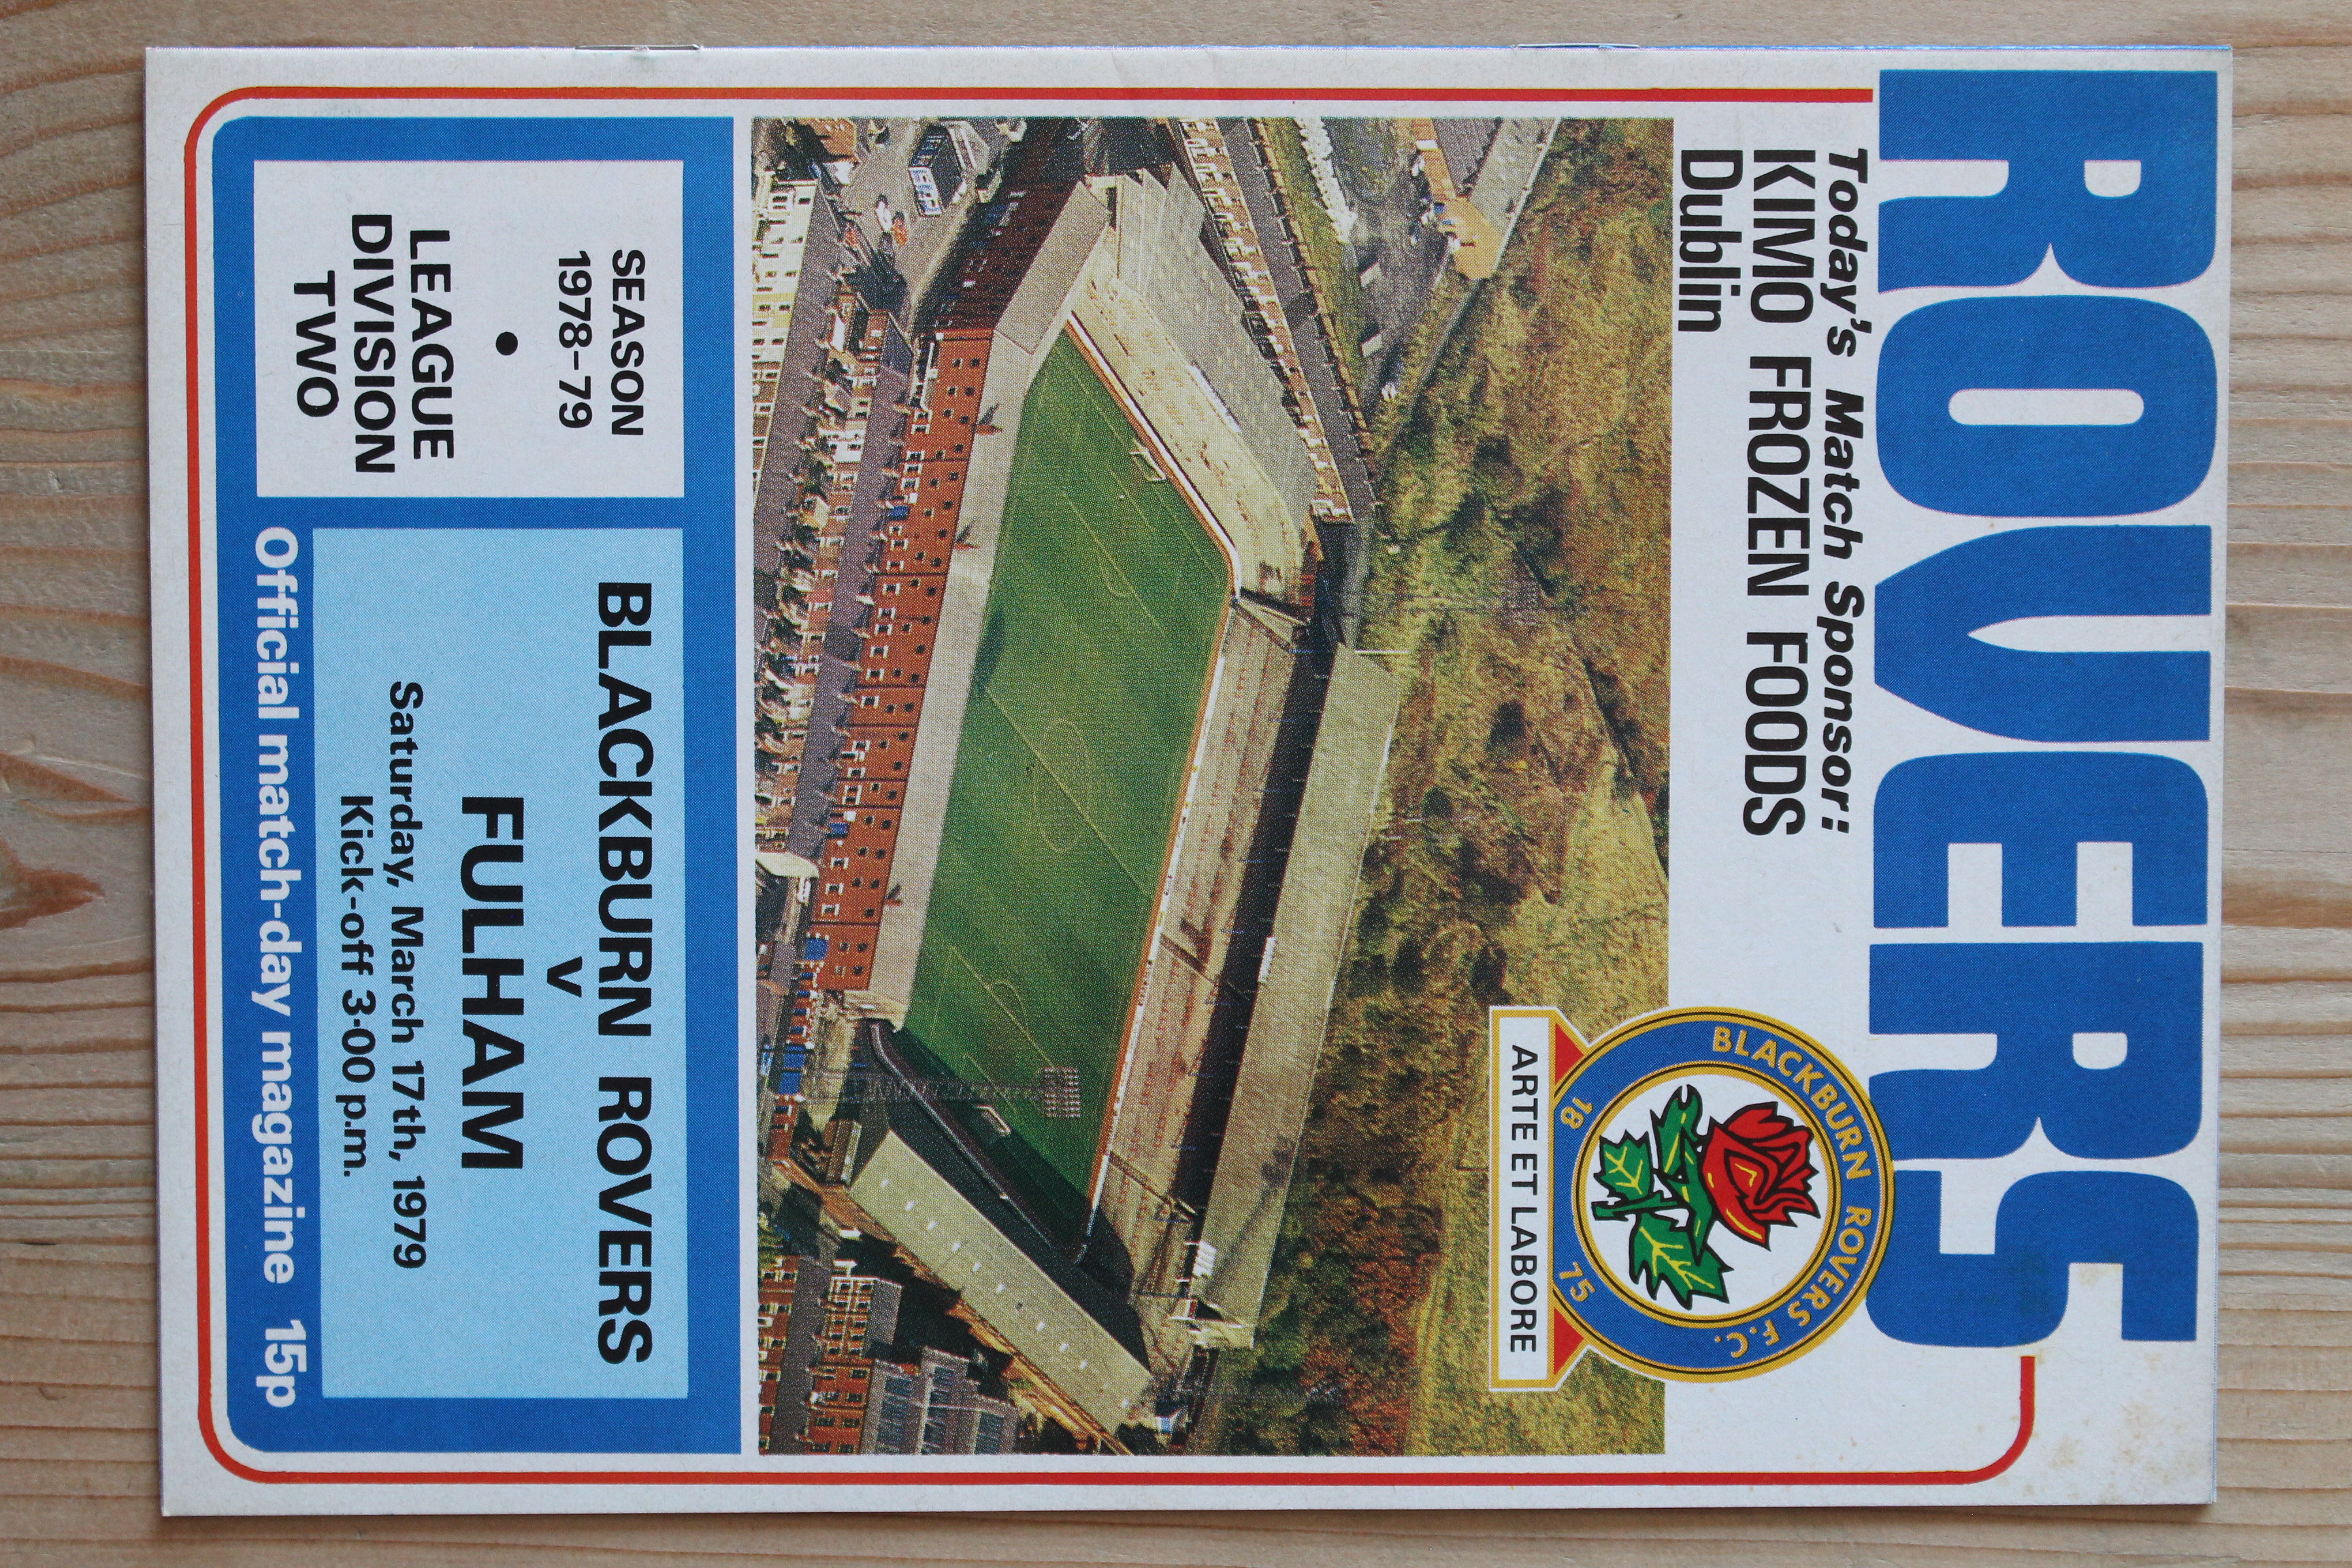 ROVERS
Today's Match Sponsor:
KIMO FROZEN FOODS
Dublin
BLACKBURN ROVERS F.C.
18 75
ARTE ET LABORE
SEASON
1978-79
•
LEAGUE
DIVISION
TWO
BLACKBURN ROVERS
V
FULHAM
Saturday, March 17th, 1979
Kick-off 3-00 p.m.
Official match-day magazine 15p